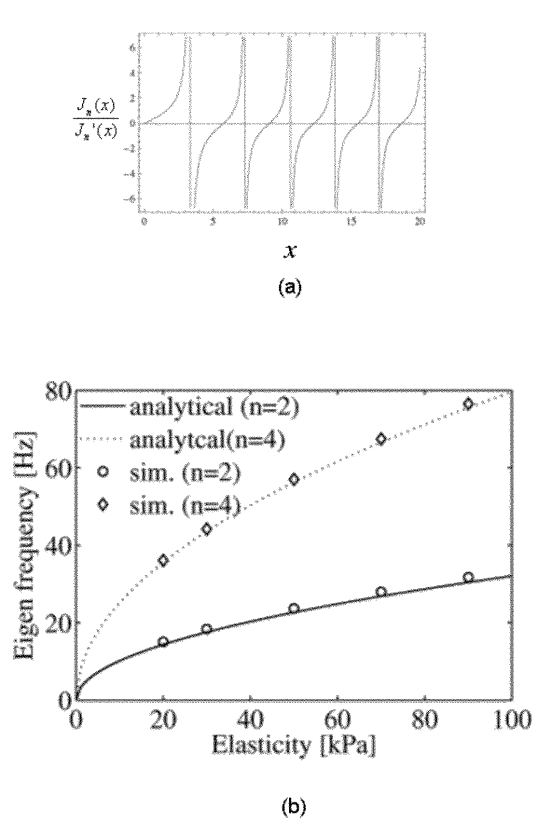 6
4
J_n(x)
2
J_n'(x)
0
-2
-4
-6
0 5 10 15 20
x
(a)
80
analytical (n=2)
analytcal(n=4)
60
sim. (n=2)
sim. (n=4)
Eigen frequency [Hz]
40
20
0
0 20 40 60 80 100
Elasticity [kPa]
(b)